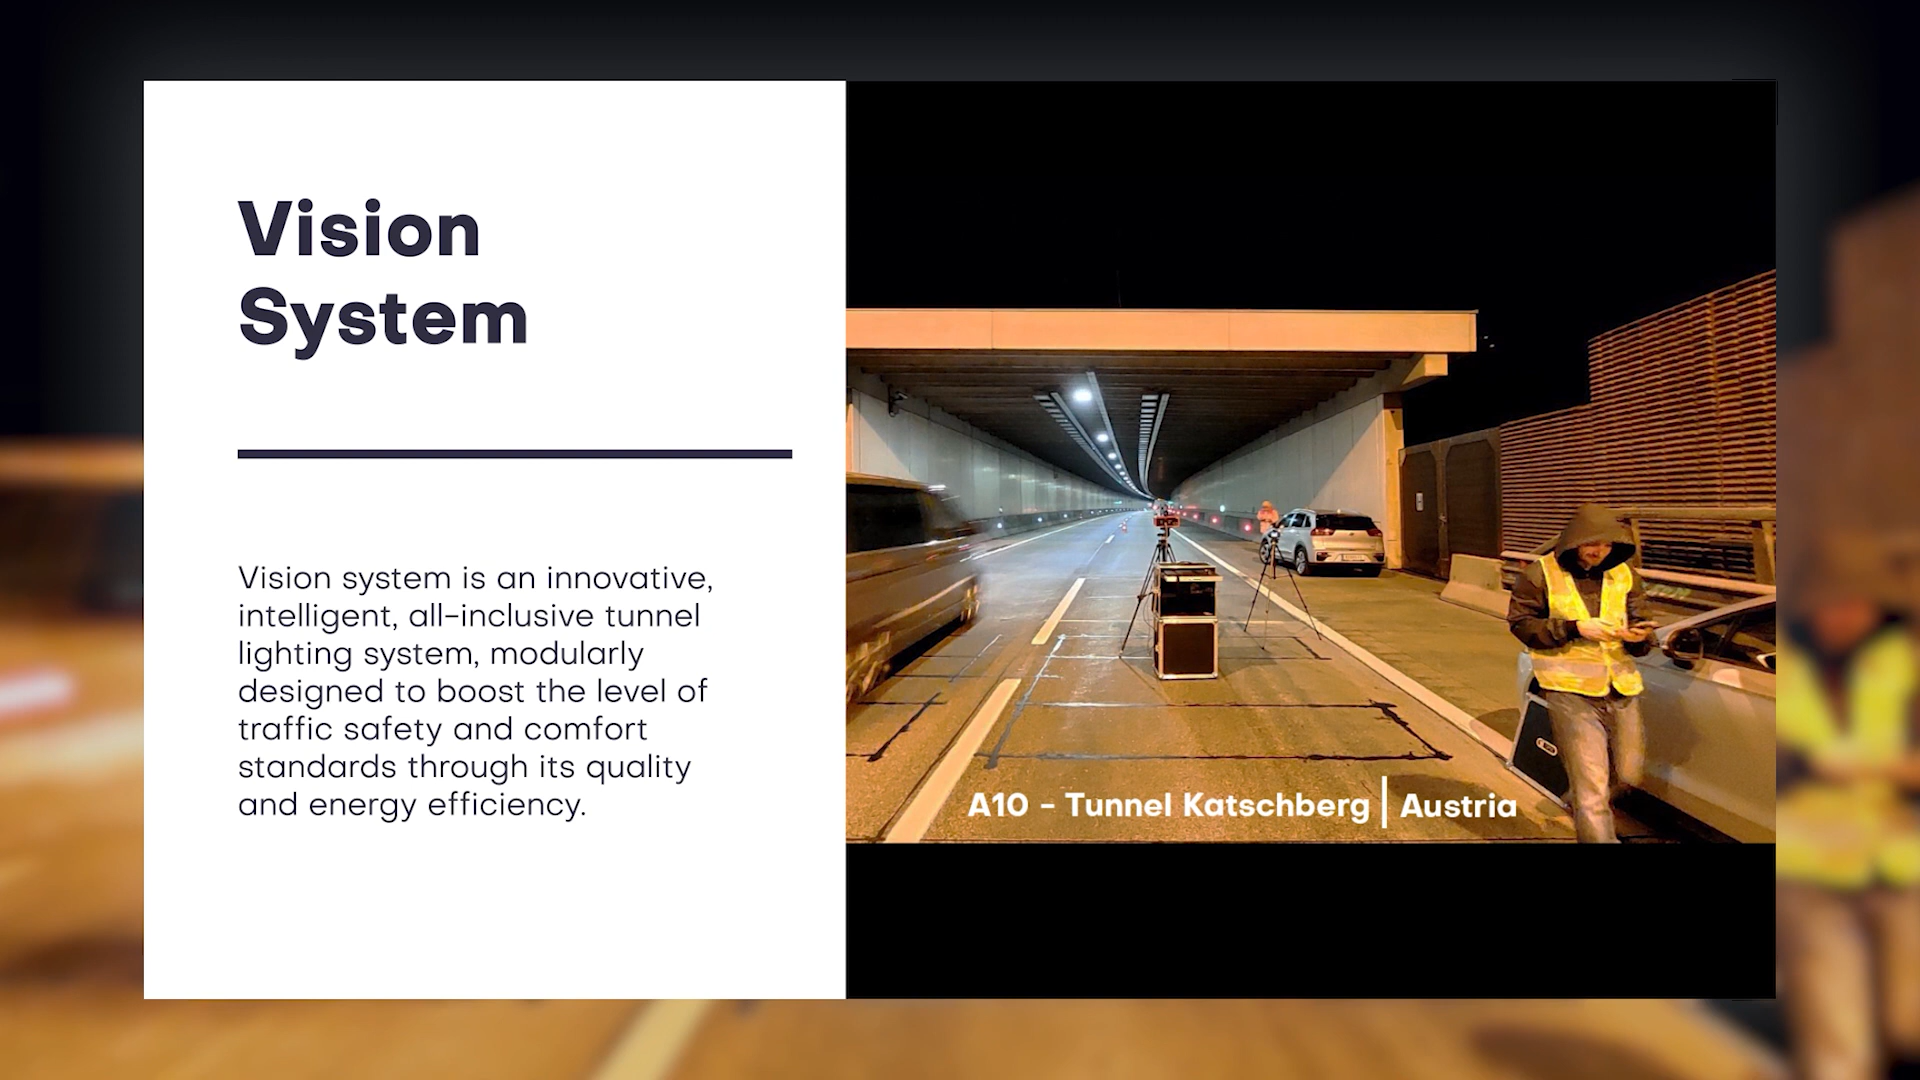 Vision
System
Vision system is an innovative,
intelligent, all-inclusive tunnel
lighting system, modularly
designed to boost the level of
traffic safety and comfort
standards through its quality
and energy efficiency.
A10 - Tunnel Katschberg | Austria